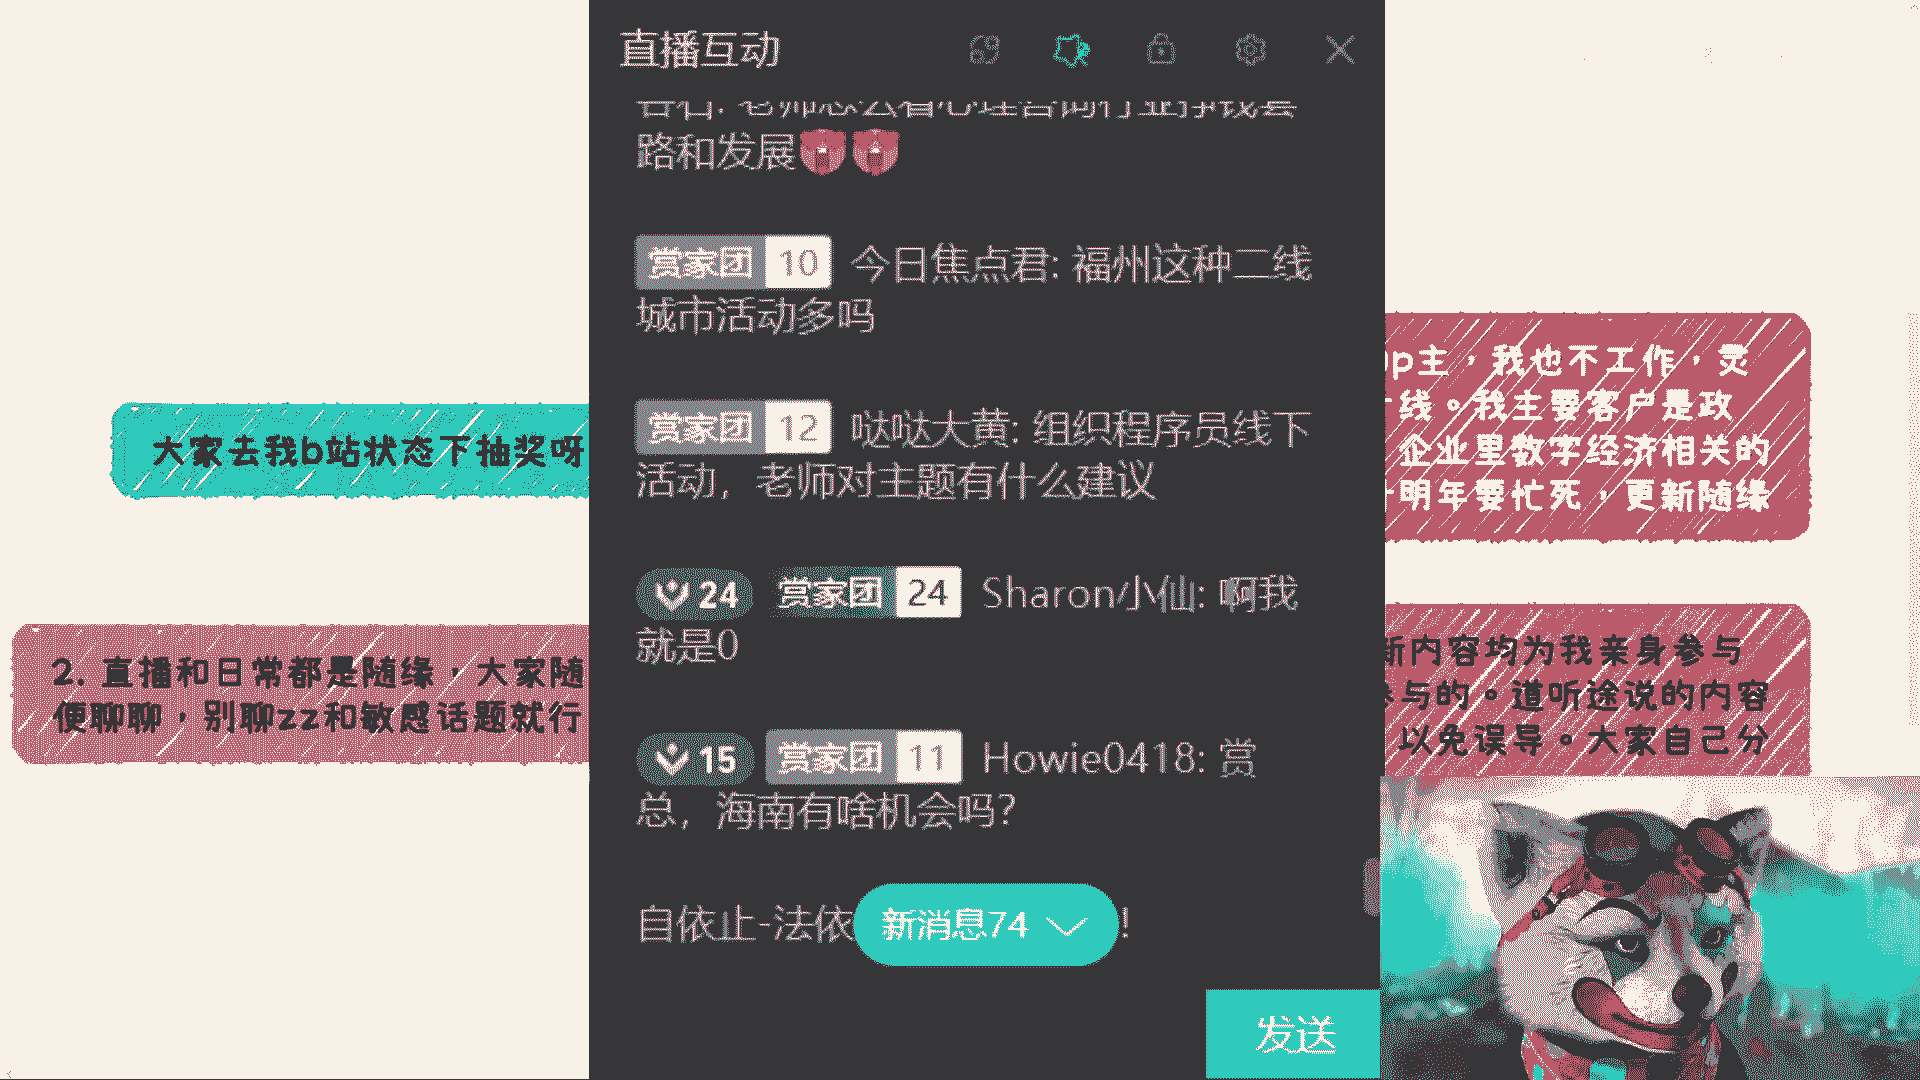 大家去我b站状态下抽奖呀
2. 直播和日常都是随缘，大家随
便聊聊，别聊zz和敏感话题就行
直播互动
路和发展
赏家团 10 今日焦点君: 福州这种二线
城市活动多吗
赏家团 12 哒哒大黄: 组织程序员线下
活动, 老师对主题有什么建议
24 赏家团 24 Sharon小仙: 啊我
就是0
15 赏家团 11 Howie0418: 赏
总, 海南有啥机会吗?
自依止-法依
新消息74
!
发送
p主，我也不工作，灵
线。我主要客户是政
企业里数字经济相关的
明年要忙死，更新随缘
新内容均为我亲身参与
参与的。道听途说的内容
以免误导。大家自己分